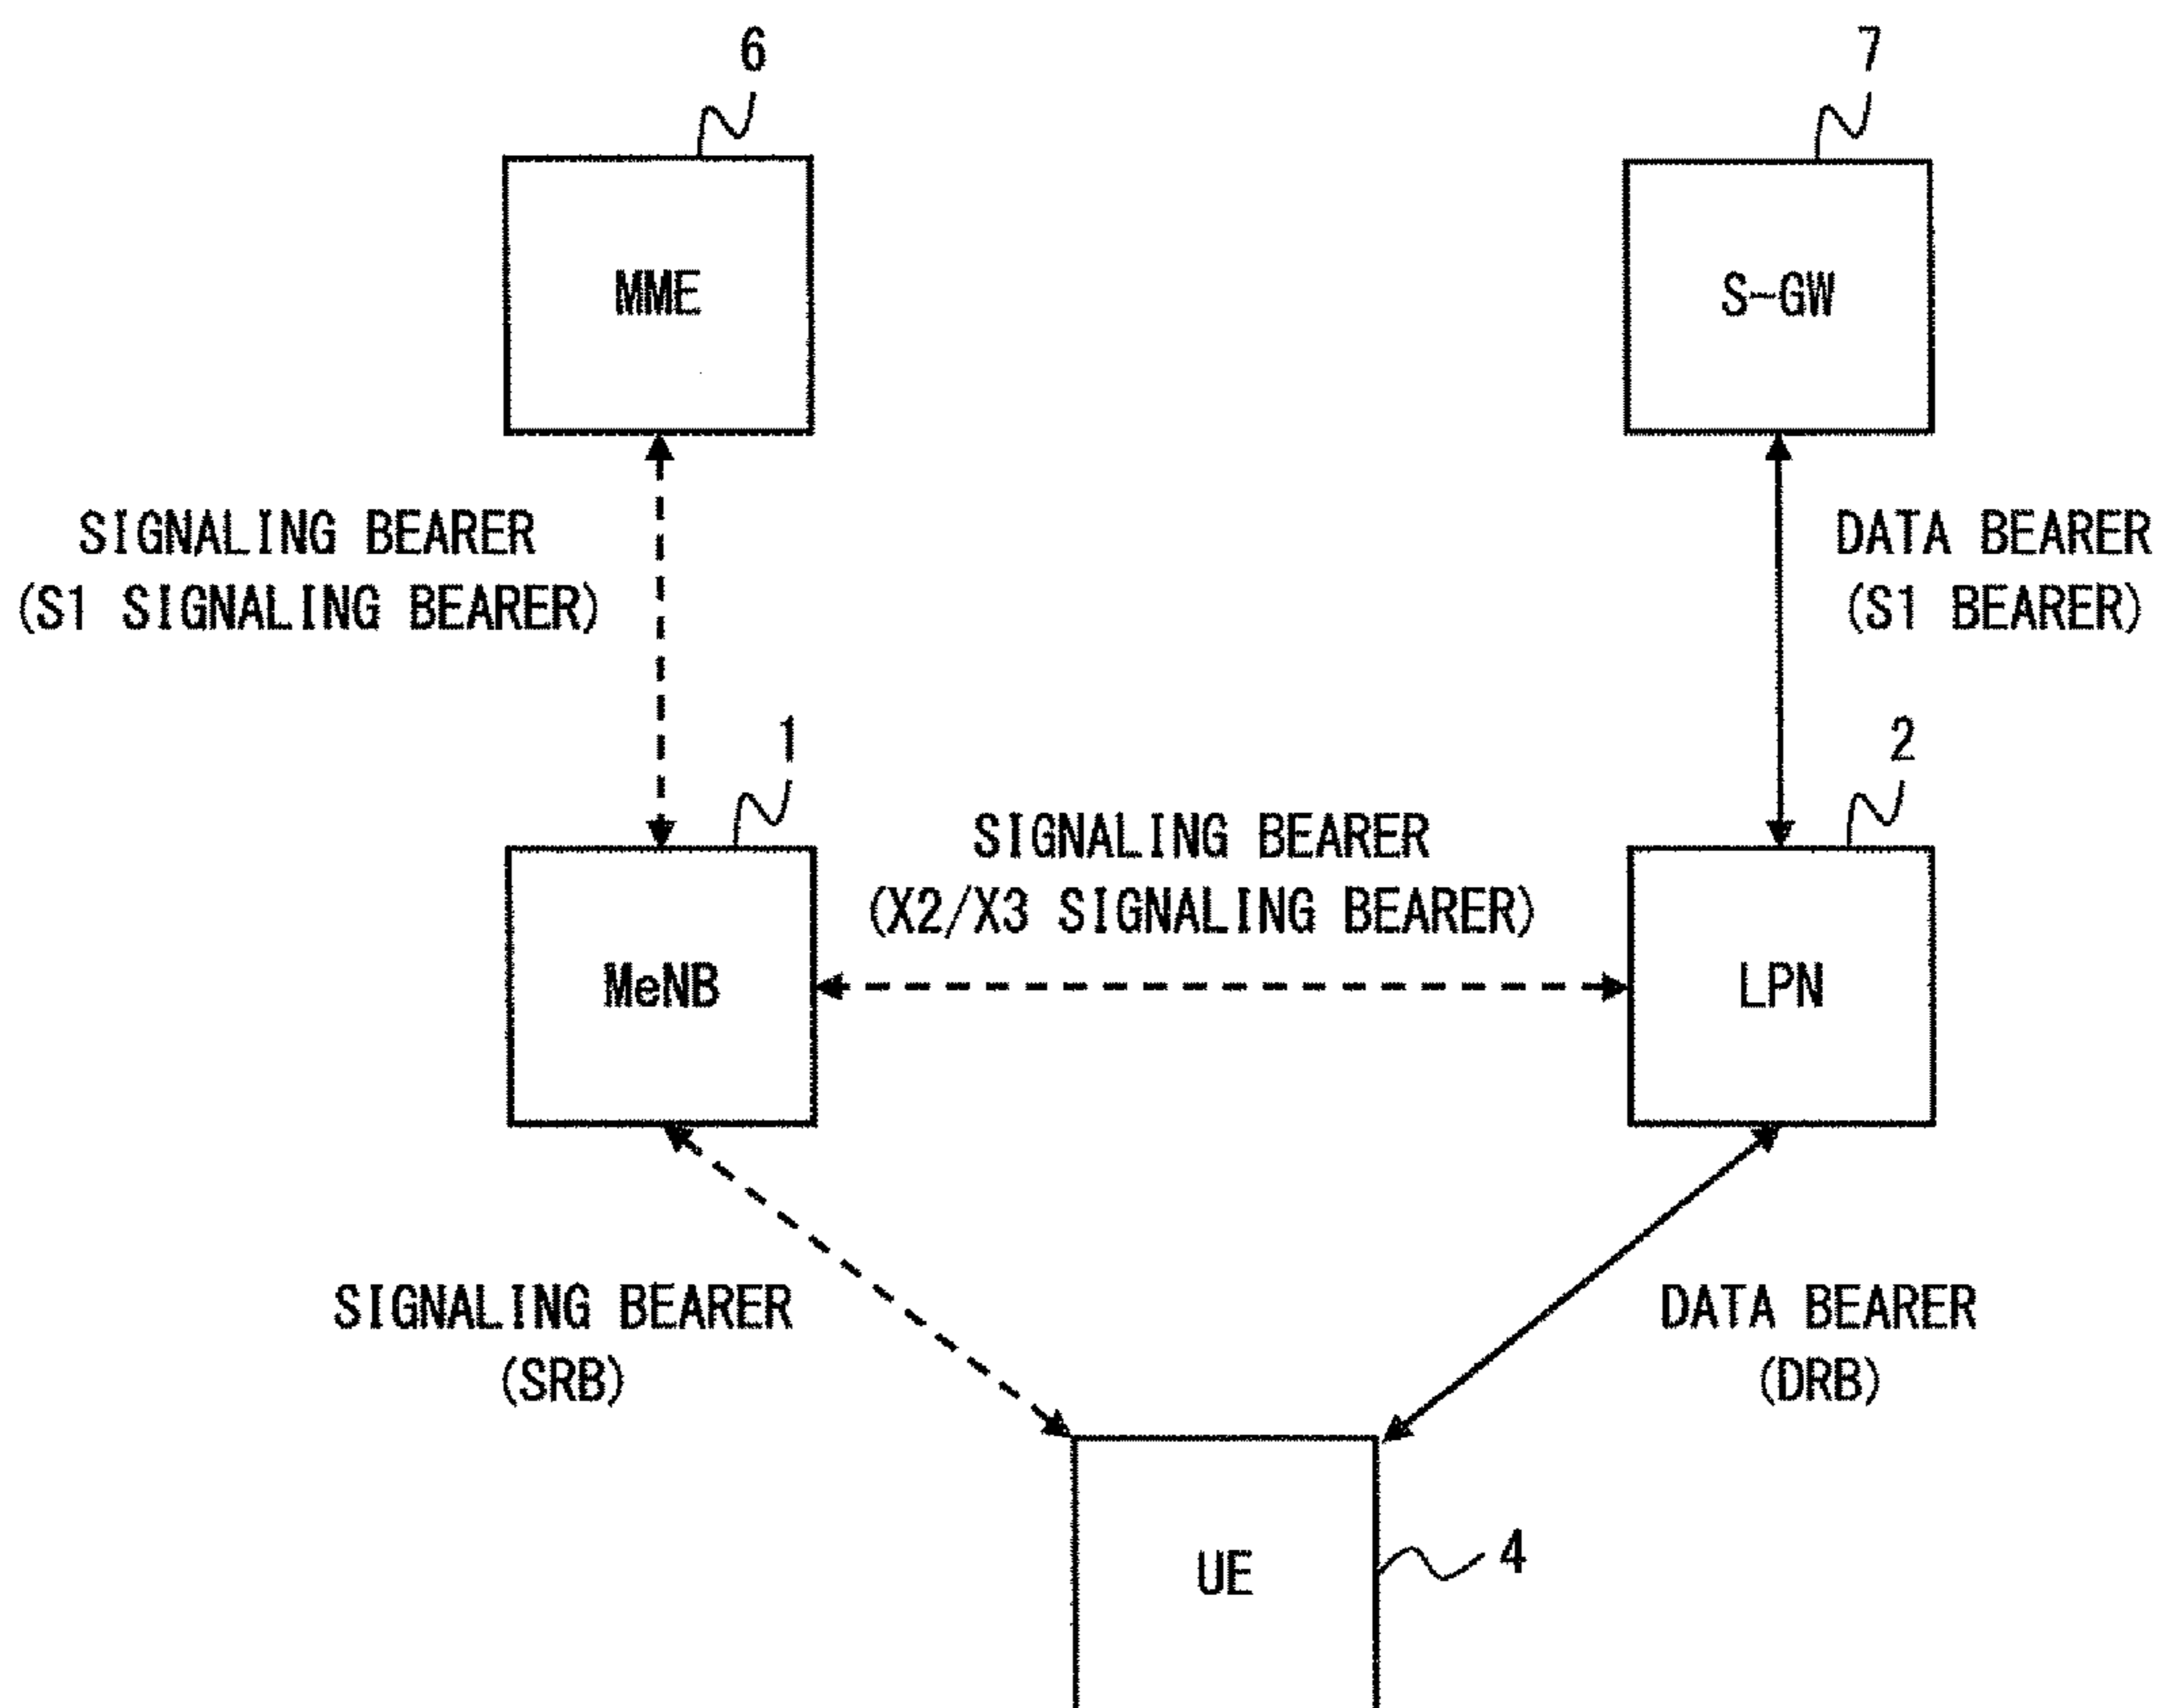 6
7
MME
S-GW
SIGNALING BEARER
(S1 SIGNALING BEARER)
DATA BEARER
(S1 BEARER)
1
2
SIGNALING BEARER
(X2/X3 SIGNALING BEARER)
MeNB
LPN
SIGNALING BEARER
(SRB)
DATA BEARER
(DRB)
UE
4